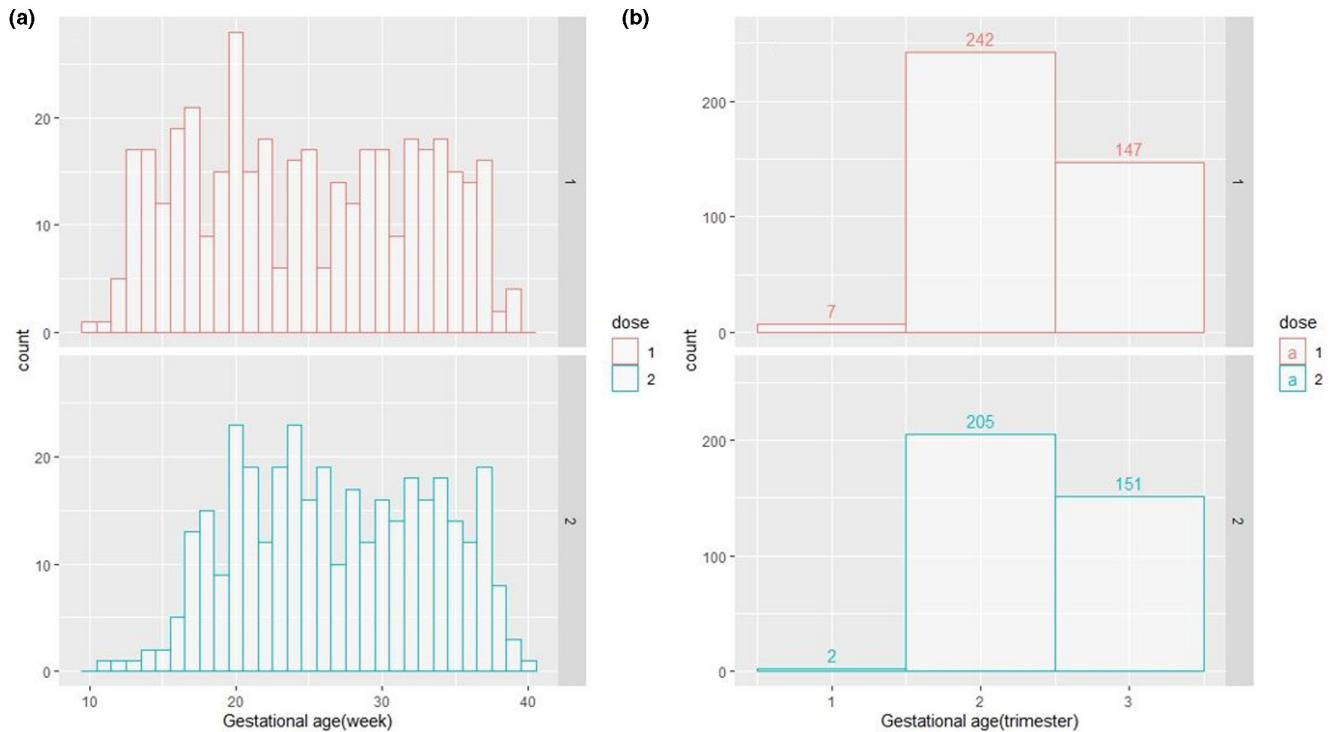 (a)
count
20
10
0
1
20
10
0
2
10 20 30 40
Gestational age(week)
dose
1
2
(b)
count
200
100
0
242
147
7
1
200
100
0
205
151
2
2
1 2 3
Gestational age(trimester)
dose
a 1
a 2